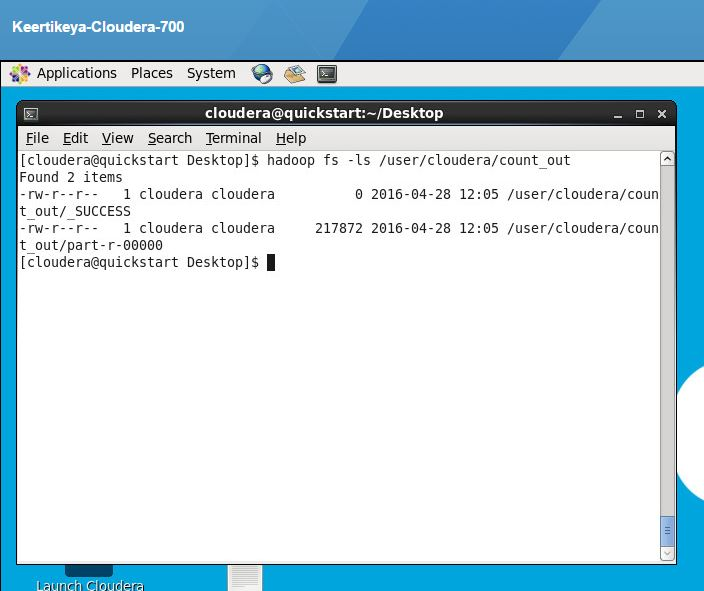 Keertikeya-Cloudera-700
Applications Places System
cloudera@quickstart:~/Desktop
File Edit View Search Terminal Help
[cloudera@quickstart Desktop]$ hadoop fs -ls /user/cloudera/count_out
Found 2 items
-rw-r--r--   1 cloudera cloudera          0 2016-04-28 12:05 /user/cloudera/coun
t_out/_SUCCESS
-rw-r--r--   1 cloudera cloudera     217872 2016-04-28 12:05 /user/cloudera/coun
t_out/part-r-00000
[cloudera@quickstart Desktop]$
Launch Cloudera